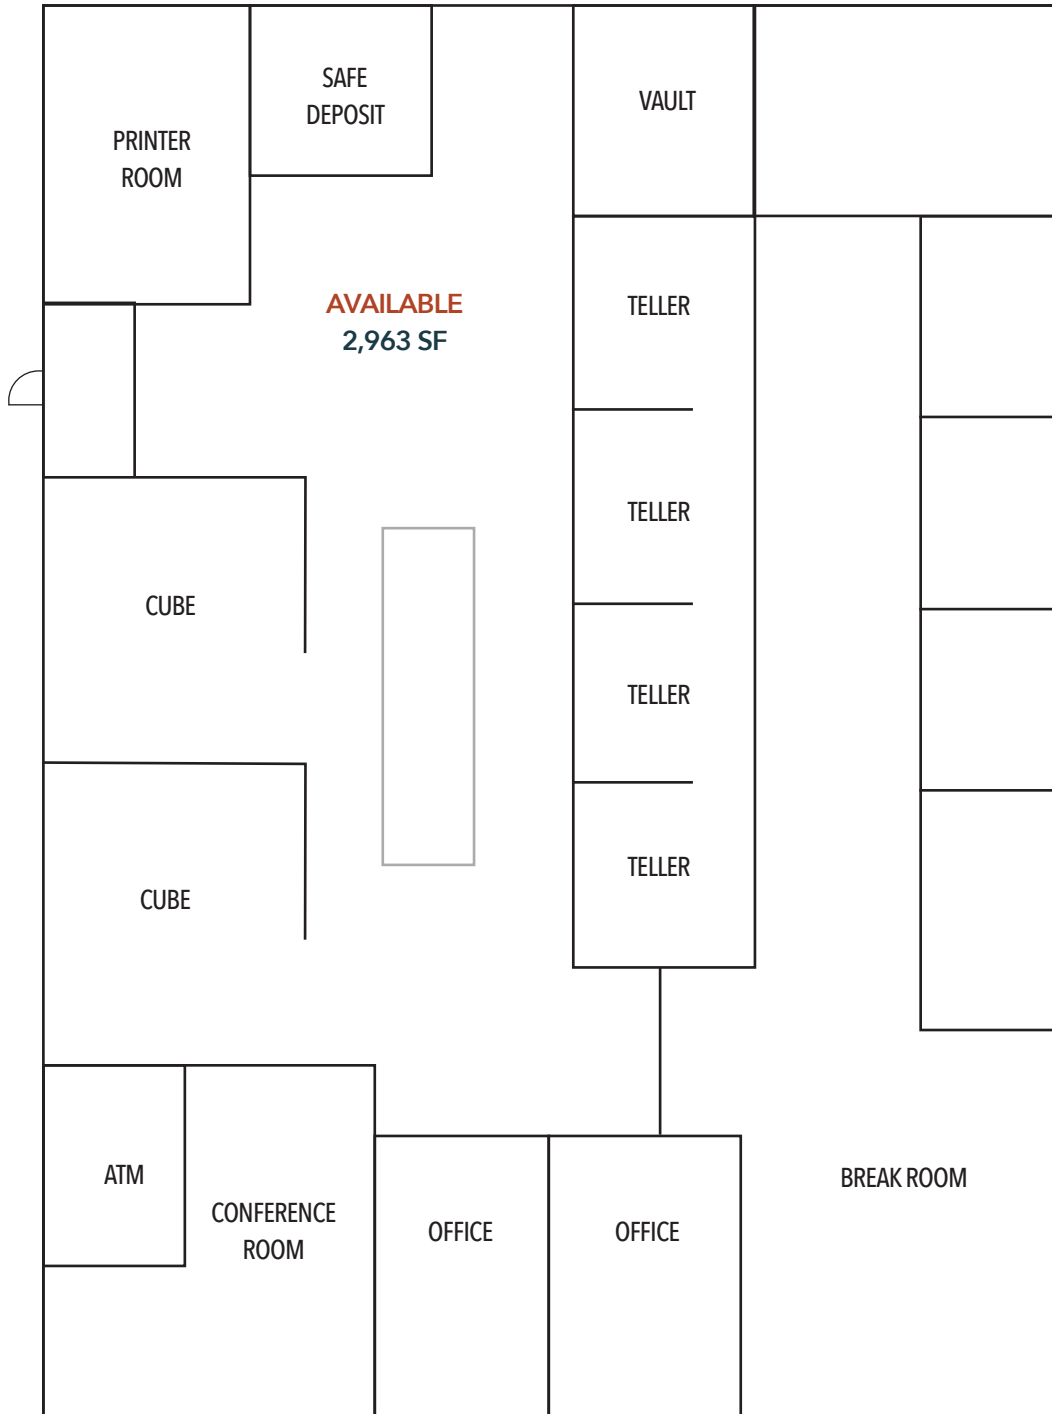 SAFE
DEPOSIT
VAULT
PRINTER
ROOM
AVAILABLE
2,963 SF
TELLER
TELLER
CUBE
TELLER
TELLER
CUBE
ATM
CONFERENCE
ROOM
OFFICE
OFFICE
BREAK ROOM